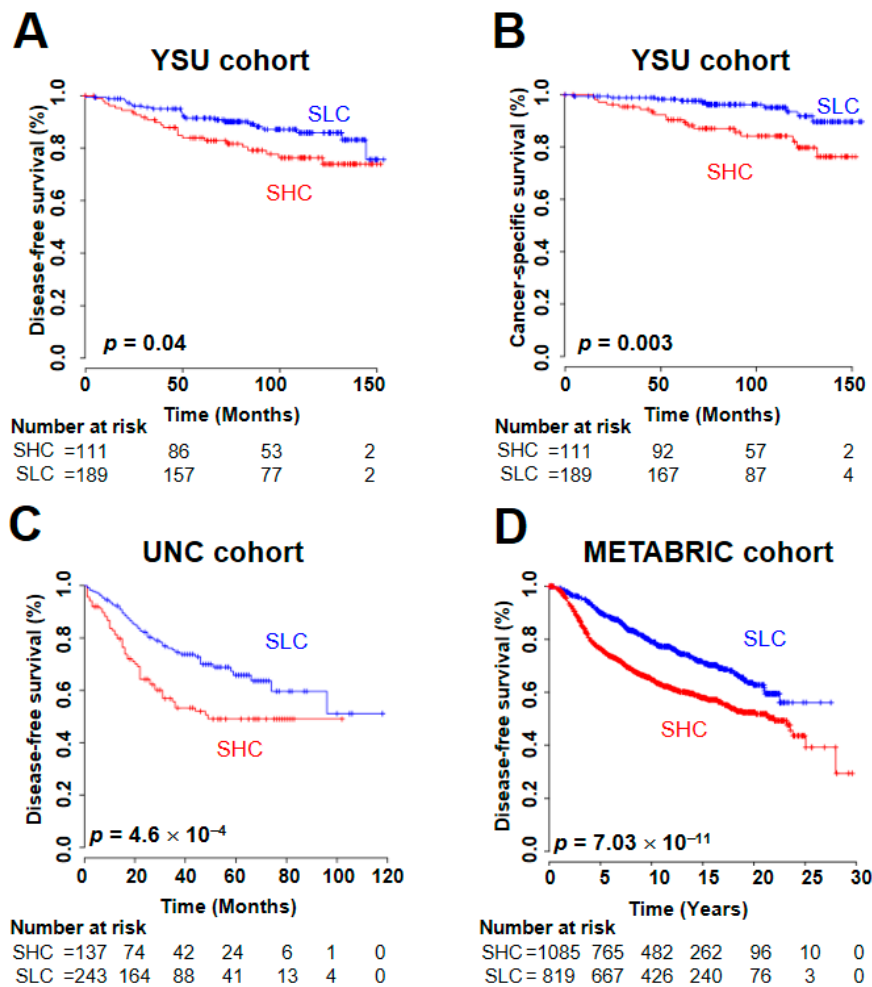 A
YSU cohort
Disease-free survival (%)
1.0
0.8
0.6
0.4
0.2
0.0
SLC
SHC
p = 0.04
0 50 100 150
Time (Months)
Number at risk
SHC =111 86 53 2
SLC =189 157 77 2
B
YSU cohort
Cancer-specific survival (%)
1.0
0.8
0.6
0.4
0.2
0.0
SLC
SHC
p = 0.003
0 50 100 150
Time (Months)
Number at risk
SHC =111 92 57 2
SLC =189 167 87 4
C
UNC cohort
Disease-free survival (%)
1.0
0.8
0.6
0.4
0.2
0.0
SLC
SHC
p = 4.6 × 10⁻⁴
0 20 40 60 80 100 120
Time (Months)
Number at risk
SHC =137 74 42 24 6 1 0
SLC =243 164 88 41 13 4 0
D
METABRIC cohort
Disease-free survival (%)
1.0
0.8
0.6
0.4
0.2
0.0
SLC
SHC
p = 7.03 × 10⁻¹¹
0 5 10 15 20 25 30
Time (Years)
Number at risk
SHC=1085 765 482 262 96 10 0
SLC= 819 667 426 240 76 3 0